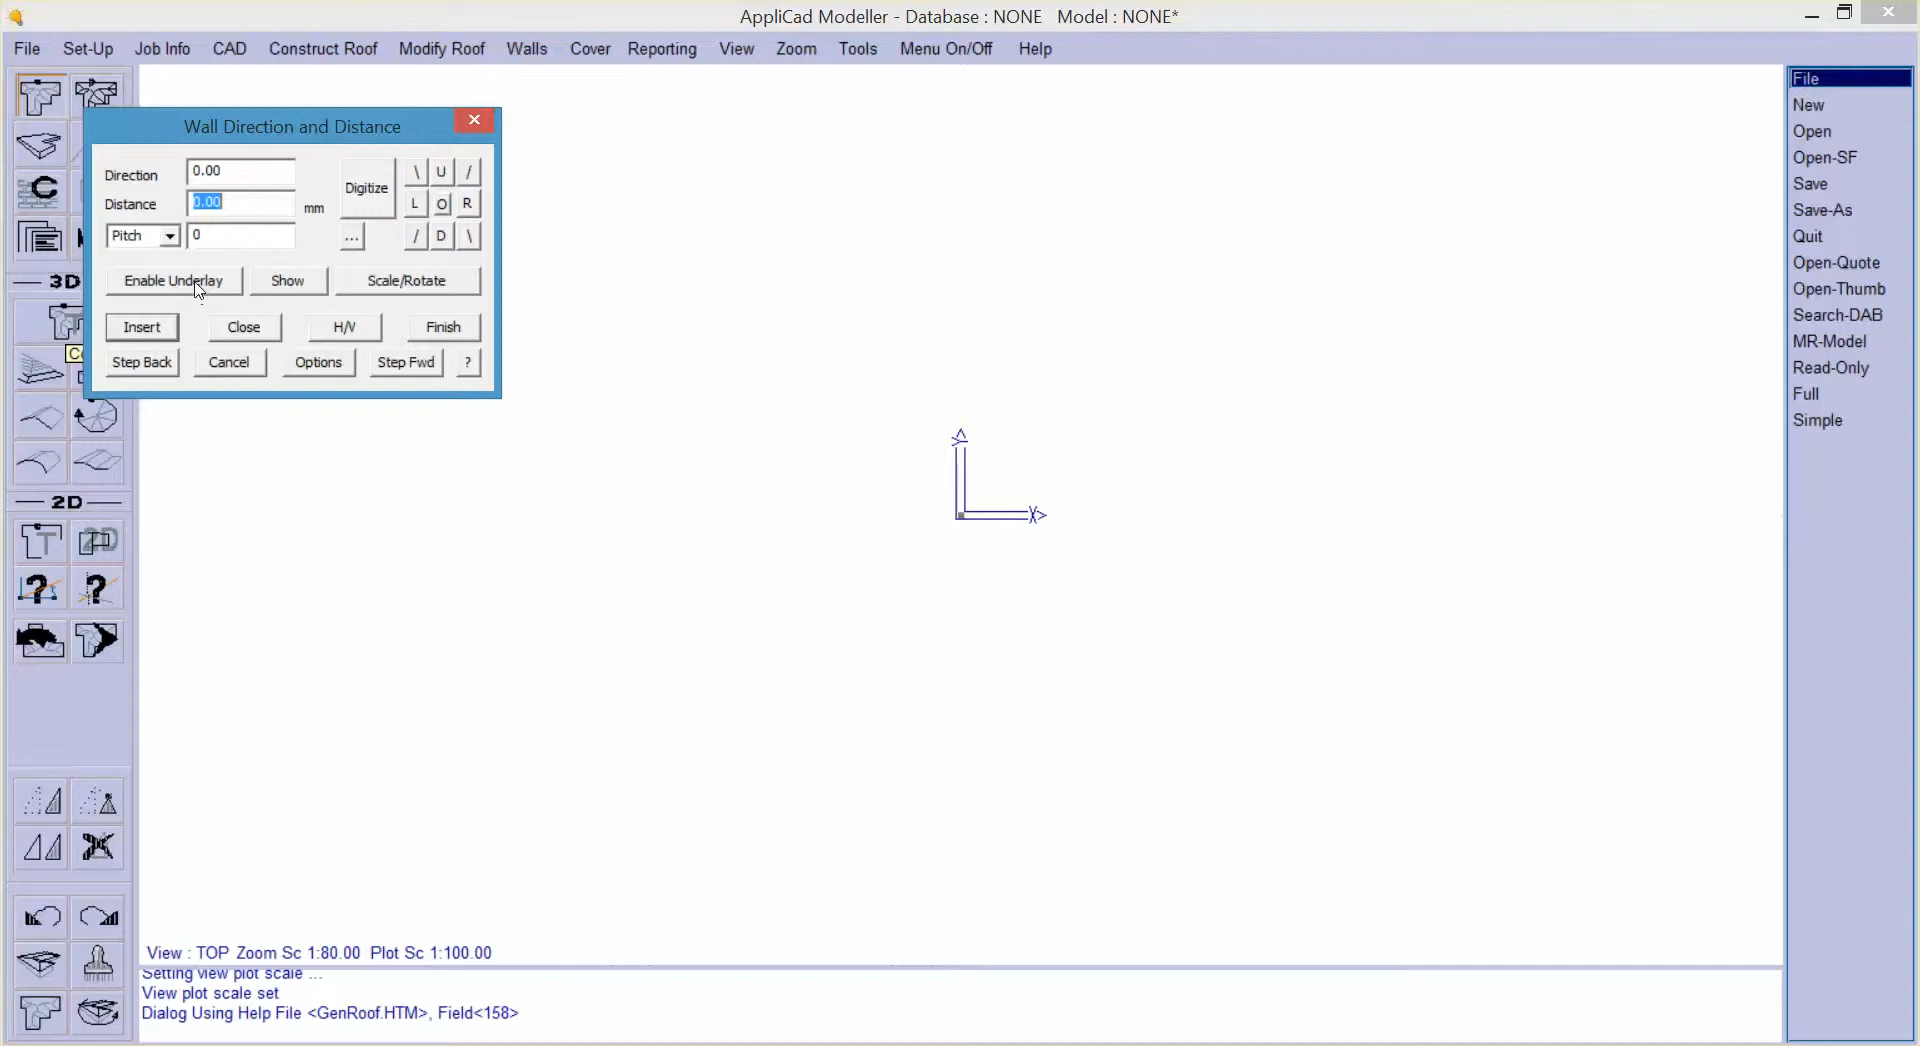 AppliCad Modeller - Database : NONE Model : NONE*
File Set-Up Job Info CAD Construct Roof Modify Roof Walls Cover Reporting View Zoom Tools Menu On/Off Help
Wall Direction and Distance
Direction 0.00
Distance 0.00 mm
Pitch 0
Digitize
\ U /
L O R
... / D \
Enable Underlay Show Scale/Rotate
Insert Close H/V Finish
Step Back Cancel Options Step Fwd ?
3D
2D
Y
X
File
New
Open
Open-SF
Save
Save-As
Quit
Open-Quote
Open-Thumb
Search-DAB
MR-Model
Read-Only
Full
Simple
View : TOP Zoom Sc 1:80.00 Plot Sc 1:100.00
Setting view plot scale ...
View plot scale set
Dialog Using Help File <GenRoof.HTM>, Field<158>